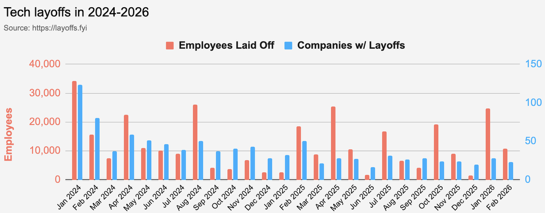 Tech layoffs in 2024-2026
Source: https://layoffs.fyi
Employees Laid Off
Companies w/ Layoffs
40,000
30,000
20,000
10,000
0
Employees
150
100
50
0
Jan 2024
Feb 2024
Mar 2024
Apr 2024
May 2024
Jun 2024
Jul 2024
Aug 2024
Sep 2024
Oct 2024
Nov 2024
Dec 2024
Jan 2025
Feb 2025
Mar 2025
Apr 2025
May 2025
Jun 2025
Jul 2025
Aug 2025
Sep 2025
Oct 2025
Nov 2025
Dec 2025
Jan 2026
Feb 2026